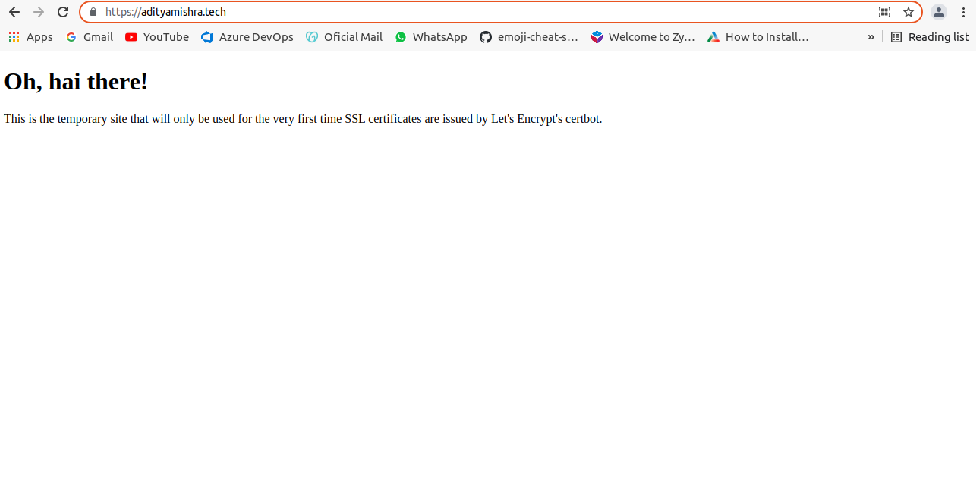 https://adityamishra.tech
Apps Gmail YouTube Azure DevOps Oficial Mail WhatsApp emoji-cheat-s... Welcome to Zy... How to Install... » Reading list
Oh, hai there!
This is the temporary site that will only be used for the very first time SSL certificates are issued by Let's Encrypt's certbot.